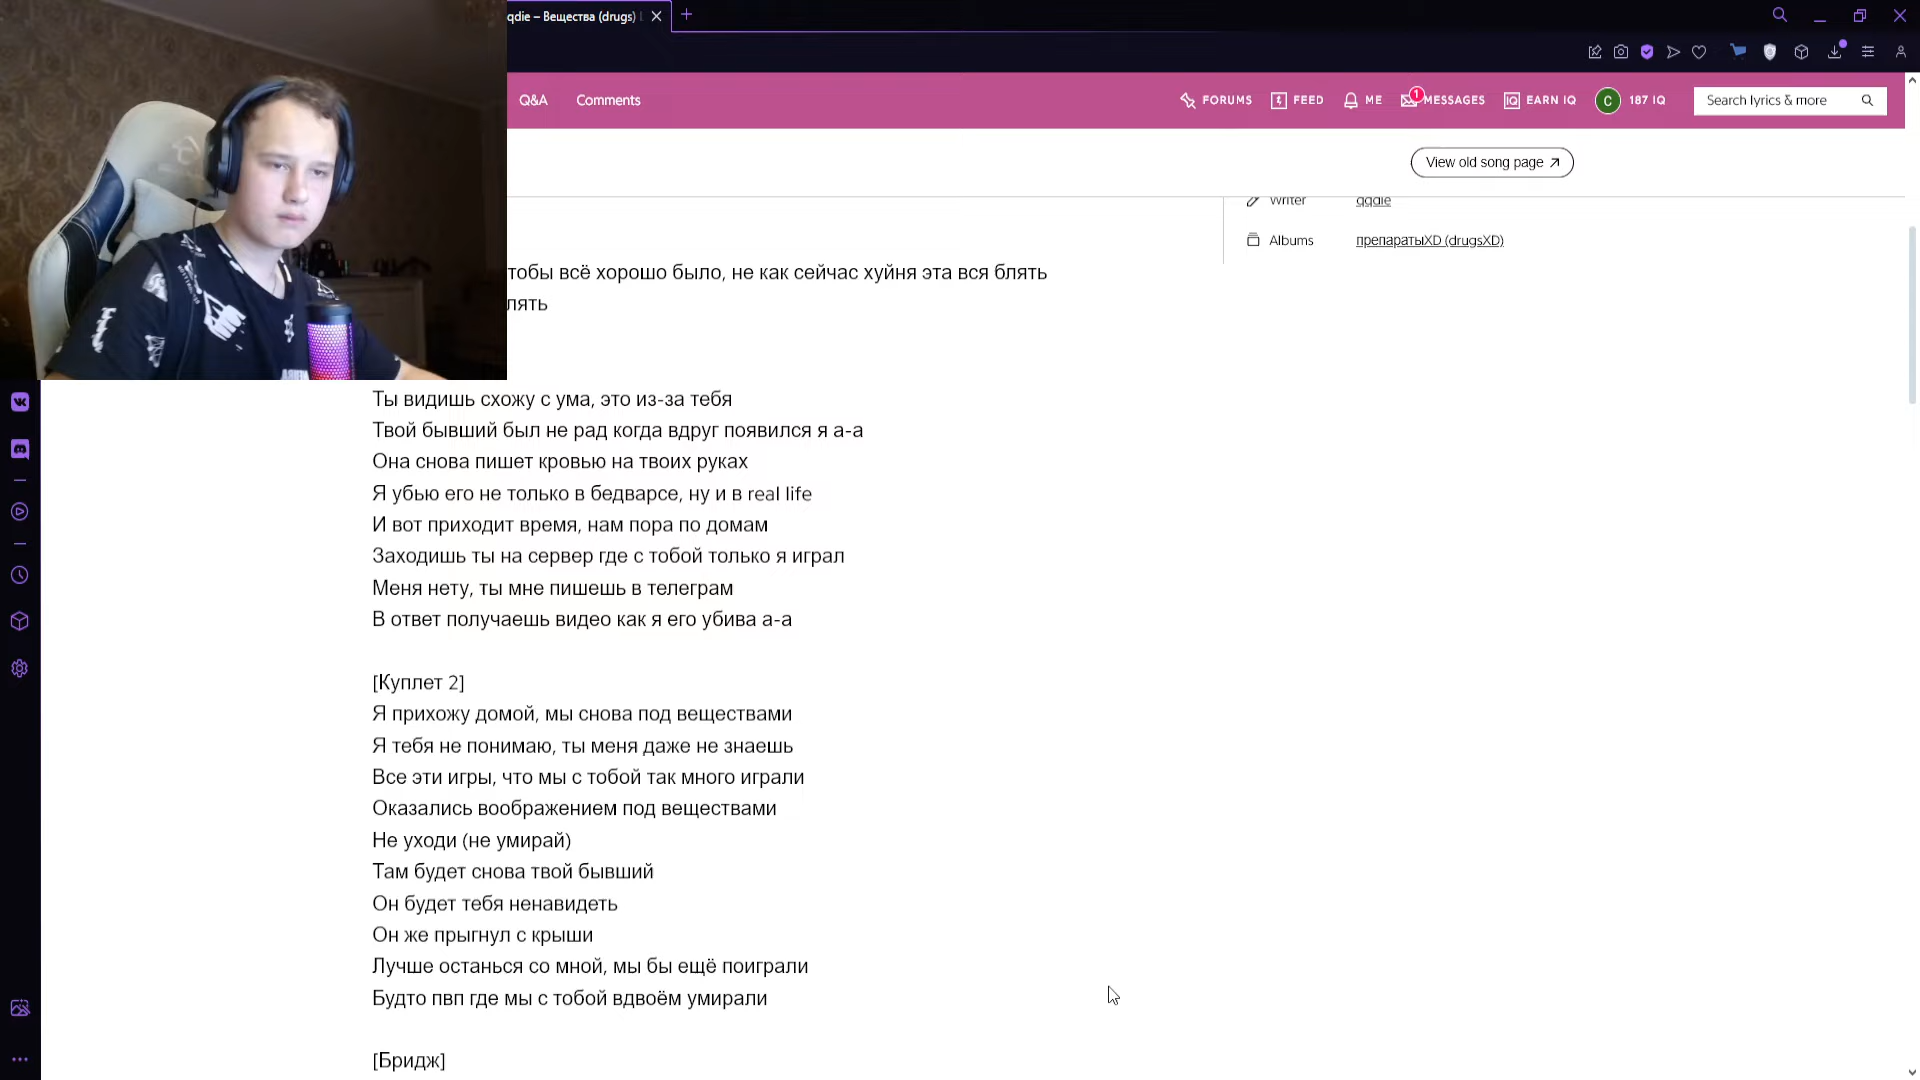 qqdie – Вещества (drugs)
Q&A
Comments
FORUMS
FEED
ME
1
MESSAGES
EARN IQ
C
187 IQ
Search lyrics & more
View old song page
Writer
qqdie
Albums
препаратыXD (drugsXD)
тобы всё хорошо было, не как сейчас хуйня эта вся блять
лять
Ты видишь схожу с ума, это из-за тебя
Твой бывший был не рад когда вдруг появился я а-а
Она снова пишет кровью на твоих руках
Я убью его не только в бедварсе, ну и в real life
И вот приходит время, нам пора по домам
Заходишь ты на сервер где с тобой только я играл
Меня нету, ты мне пишешь в телеграм
В ответ получаешь видео как я его убива а-а
[Куплет 2]
Я прихожу домой, мы снова под веществами
Я тебя не понимаю, ты меня даже не знаешь
Все эти игры, что мы с тобой так много играли
Оказались воображением под веществами
Не уходи (не умирай)
Там будет снова твой бывший
Он будет тебя ненавидеть
Он же прыгнул с крыши
Лучше останься со мной, мы бы ещё поиграли
Будто пвп где мы с тобой вдвоём умирали
[Бридж]